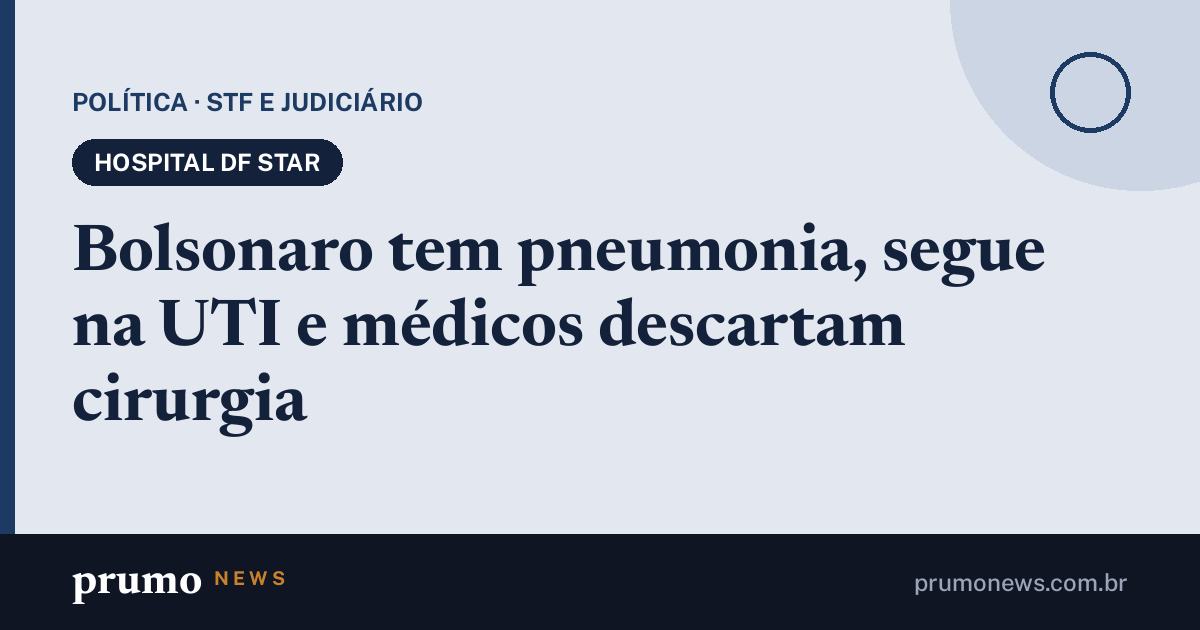 POLÍTICA · STF E JUDICIÁRIO
HOSPITAL DF STAR
Bolsonaro tem pneumonia, segue
na UTI e médicos descartam
cirurgia
prumo NEWS
prumonews.com.br